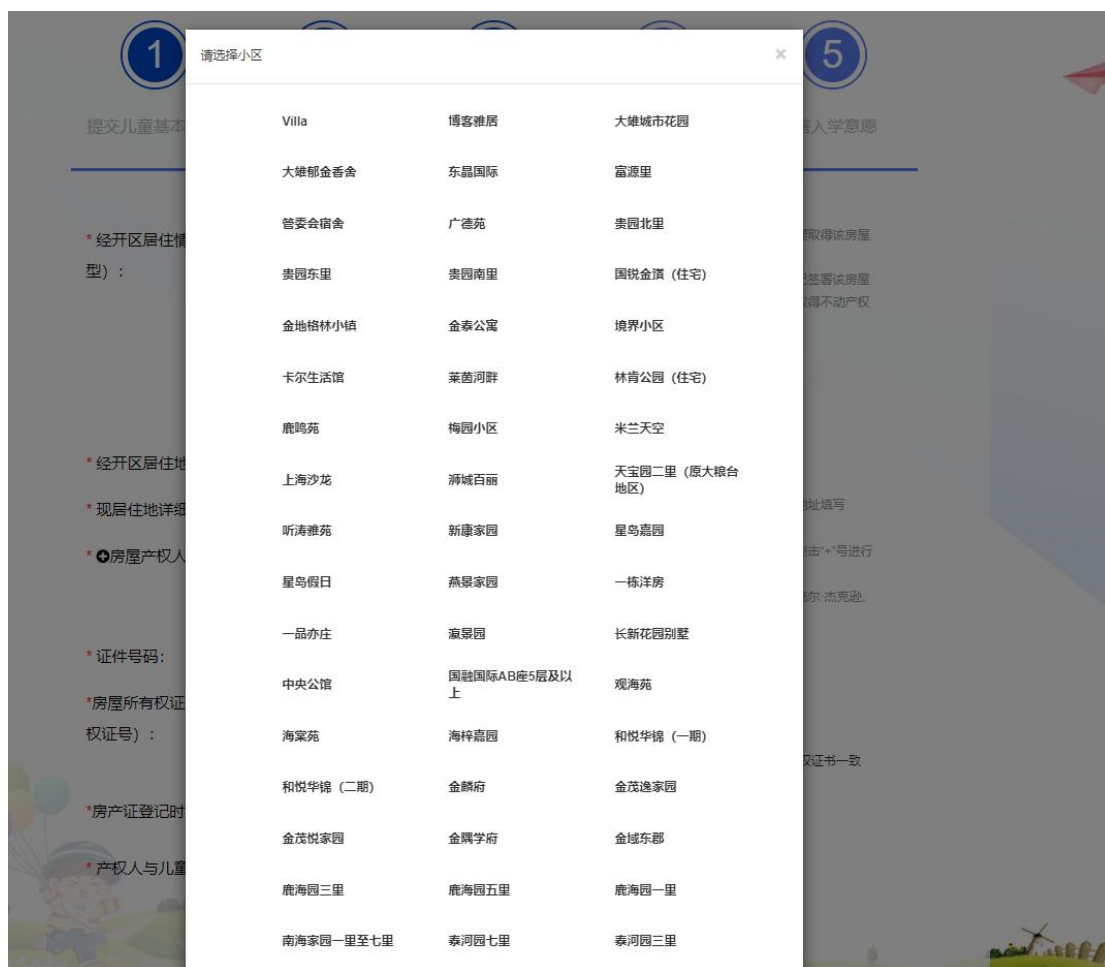 1
5
请选择小区
×
提交儿童基本
入学意愿
Villa
博客雅居
大雄城市花园
大雄郁金香舍
东晶国际
富源里
管委会宿舍
广德苑
贵园北里
* 经开区居住情
型）：
取得该房屋
签署该房屋
得不动产权
贵园东里
贵园南里
国锐金澬（住宅）
金地格林小镇
金泰公寓
境界小区
卡尔生活馆
莱茵河畔
林肯公园（住宅）
鹿鸣苑
梅园小区
米兰天空
* 经开区居住地
上海沙龙
狮城百丽
天宝园二里（原大粮台
地区）
* 现居住地详细
址填写
听涛雅苑
新康家园
星岛嘉园
* 房屋产权人
击“+”号进行
星岛假日
燕景家园
一栋洋房
尔·杰克逊。
一品亦庄
瀛景园
长新花园别墅
* 证件号码：
中央公馆
国融国际AB座5层及以
上
观海苑
*房屋所有权证
权证号）：
海棠苑
海梓嘉园
和悦华锦（一期）
权证书一致
和悦华锦（二期）
金麟府
金茂逸家园
*房产证登记时
金茂悦家园
金隅学府
金域东郡
* 产权人与儿童
鹿海园三里
鹿海园五里
鹿海园一里
南海家园一里至七里
泰河园七里
泰河园三里